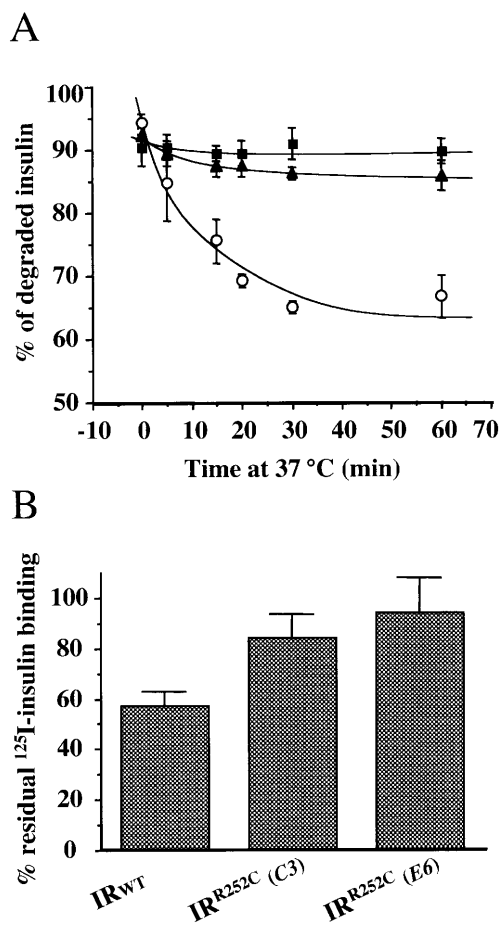 A
100
90
80
70
60
50
% of degraded insulin
-10 0 10 20 30 40 50 60 70
Time at 37 °C (min)
B
100
80
60
40
20
0
% residual 125I-insulin binding
IRWT
IRR252C (C3)
IRR252C (E6)